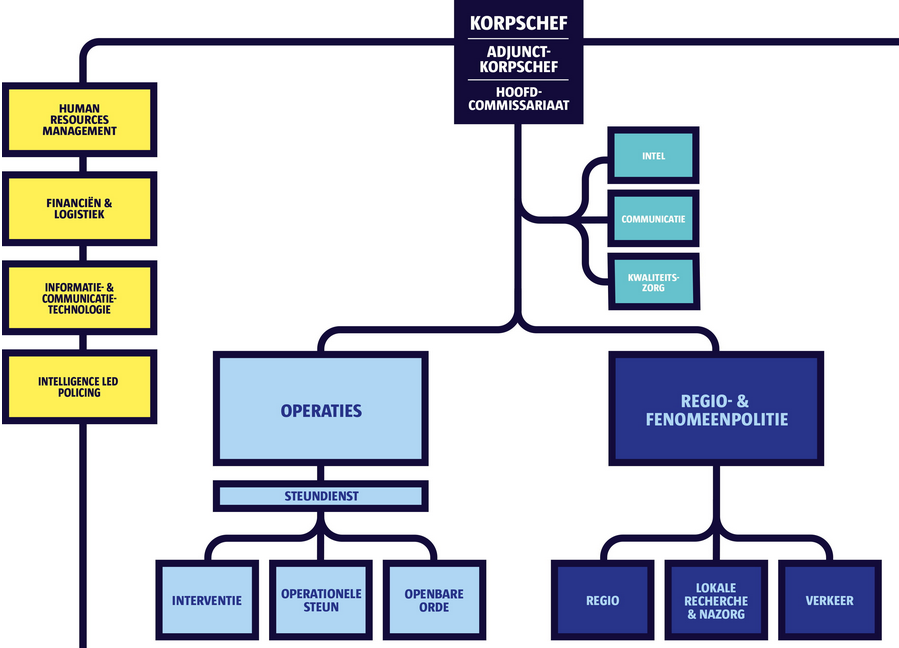 KORPSCHEF
ADJUNCT-
KORPSCHEF
HOOFD-
COMMISSARIAAT
HUMAN
RESOURCES
MANAGEMENT
FINANCIËN &
LOGISTIEK
INFORMATIE- &
COMMUNICATIE-
TECHNOLOGIE
INTELLIGENCE LED
POLICING
INTEL
COMMUNICATIE
KWALITEITS-
ZORG
OPERATIES
STEUNDIENST
INTERVENTIE
OPERATIONELE
STEUN
OPENBARE
ORDE
REGIO- &
FENOMEENPOLITIE
REGIO
LOKALE
RECHERCHE
& NAZORG
VERKEER